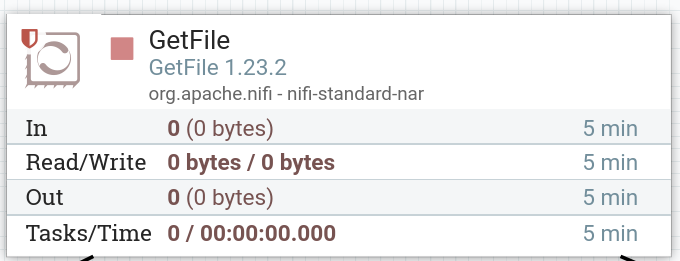 GetFile
GetFile 1.23.2
org.apache.nifi - nifi-standard-nar
In 0 (0 bytes) 5 min
Read/Write 0 bytes / 0 bytes 5 min
Out 0 (0 bytes) 5 min
Tasks/Time 0 / 00:00:00.000 5 min